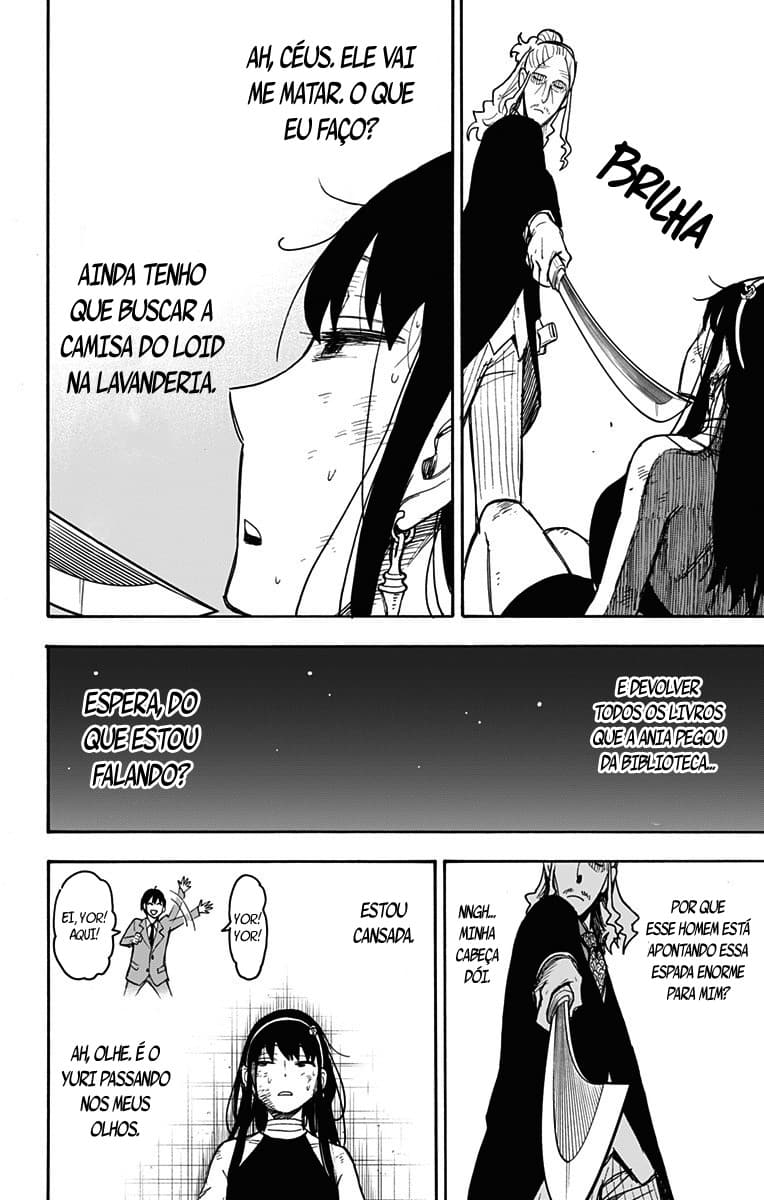 BRILHA
AH, CÉUS. ELE VAI
ME MATAR. O QUE
EU FAÇO?
AINDA TENHO
QUE BUSCAR A
CAMISA DO LOID
NA LAVANDERIA.
E DEVOLVER
TODOS OS LIVROS
QUE A ANIA PEGOU
DA BIBLIOTECA...
ESPERA, DO
QUE ESTOU
FALANDO?
POR QUE
ESSE HOMEM ESTÁ
APONTANDO ESSA
ESPADA ENORME
PARA MIM?
NNGH...
MINHA
CABEÇA
DÓI.
ESTOU
CANSADA.
YOR!
YOR!
EI, YOR!
AQUI!
AH, OLHE. É O
YURI PASSANDO
NOS MEUS
OLHOS.